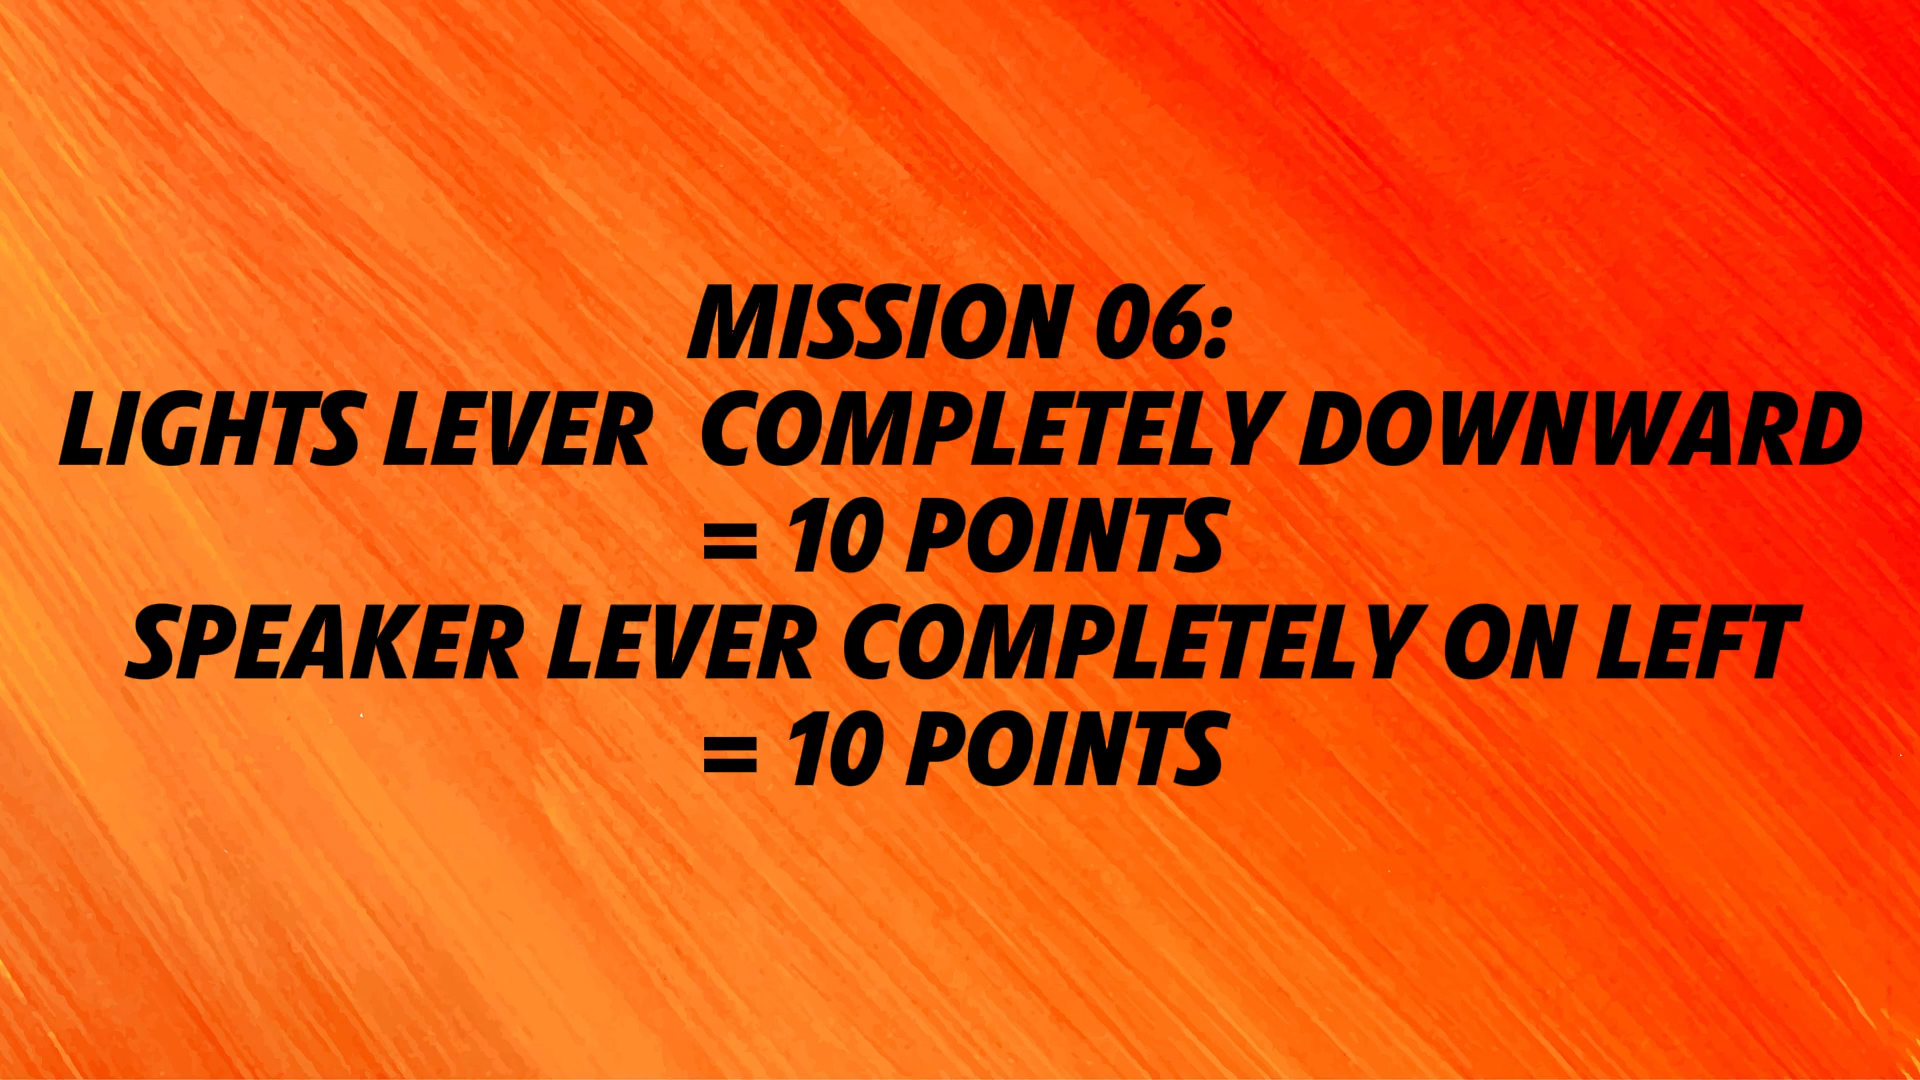 MISSION 06:
LIGHTS LEVER  COMPLETELY DOWNWARD
= 10 POINTS
SPEAKER LEVER COMPLETELY ON LEFT
= 10 POINTS